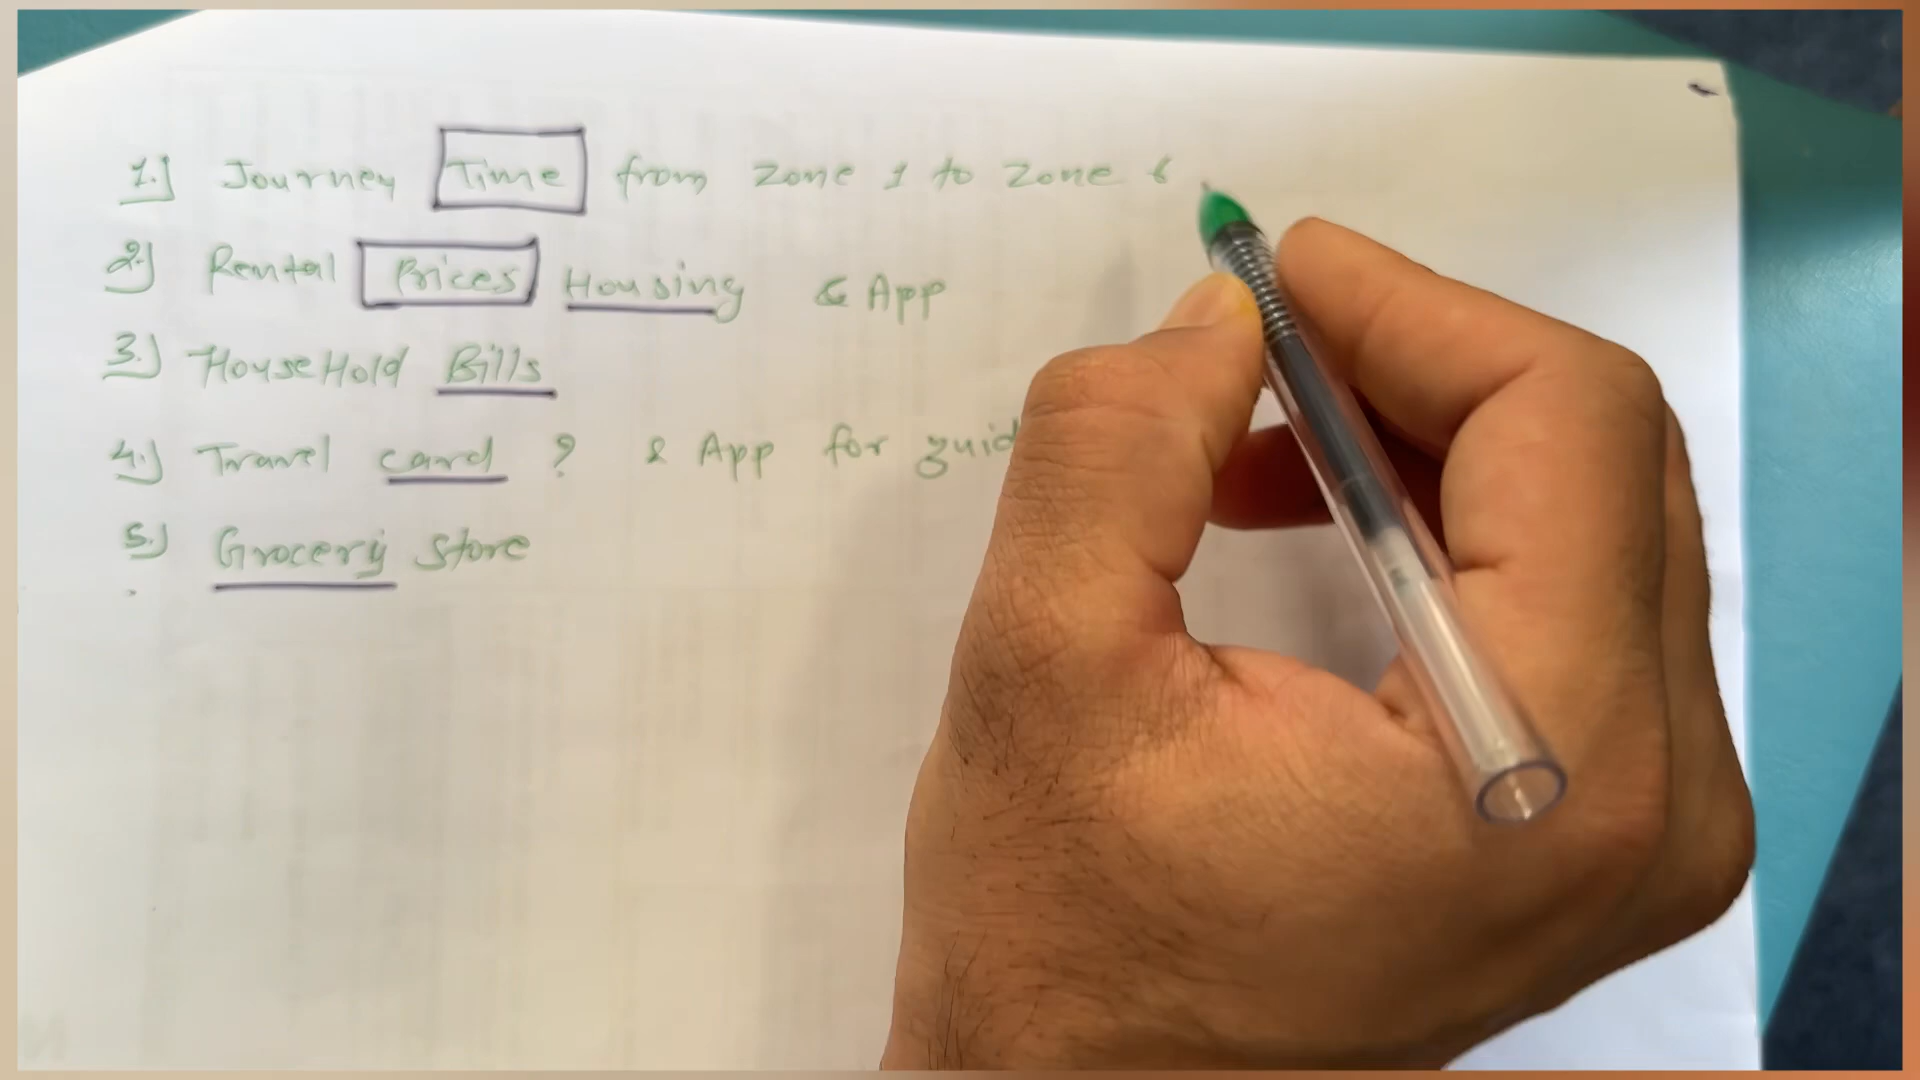 1.) Journey Time from Zone 1 to Zone 6
2.) Rental Prices Housing & App
3.) HouseHold Bills
4.) Travel card ? & App for guid
5.) Grocery Store